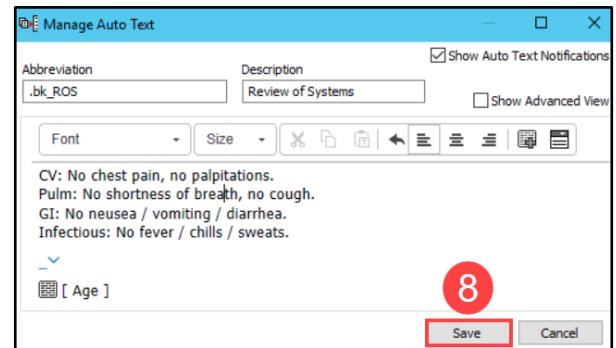 Manage Auto Text
Show Auto Text Notifications
Abbreviation
Description
.bk_ROS
Review of Systems
Show Advanced View
Font
Size
CV: No chest pain, no palpitations.
Pulm: No shortness of breath, no cough.
GI: No neusea / vomiting / diarrhea.
Infectious: No fever / chills / sweats.
_
[ Age ]
8
Save
Cancel